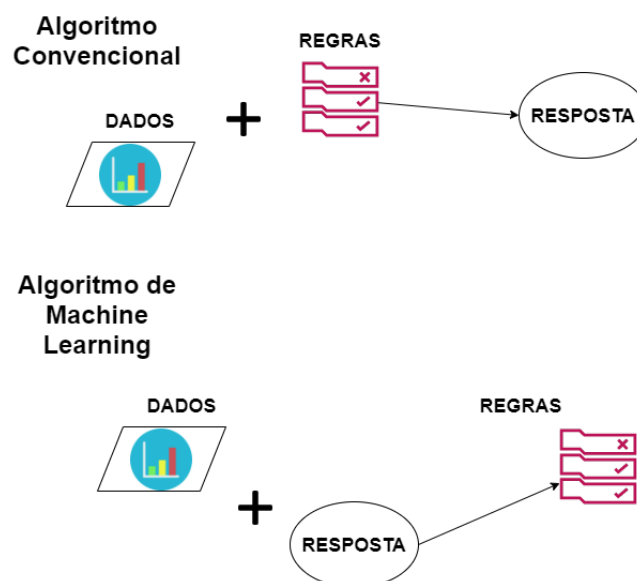 Algoritmo
Convencional
REGRAS
DADOS
+
RESPOSTA
Algoritmo de
Machine
Learning
DADOS
REGRAS
+
RESPOSTA